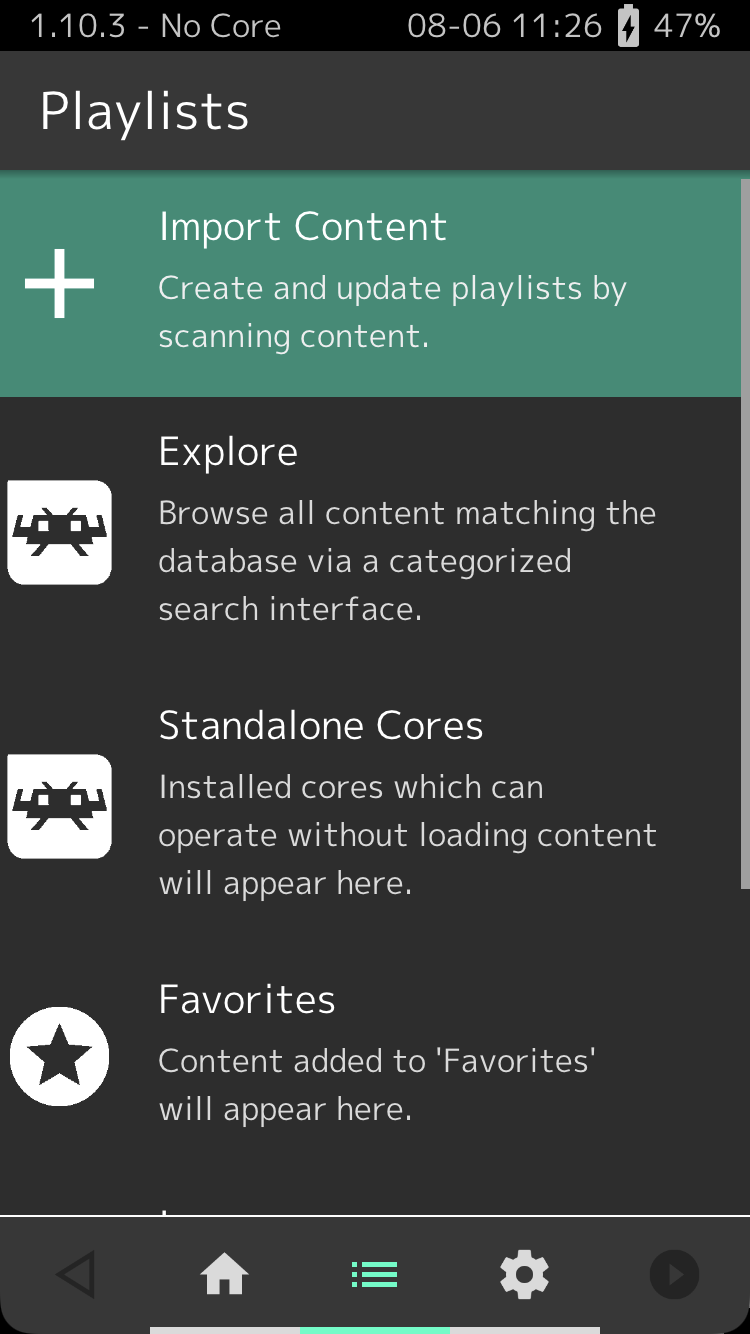 1.10.3 - No Core 08-06 11:26 47%
Playlists
Import Content
Create and update playlists by
scanning content.
Explore
Browse all content matching the
database via a categorized
search interface.
Standalone Cores
Installed cores which can
operate without loading content
will appear here.
Favorites
Content added to 'Favorites'
will appear here.